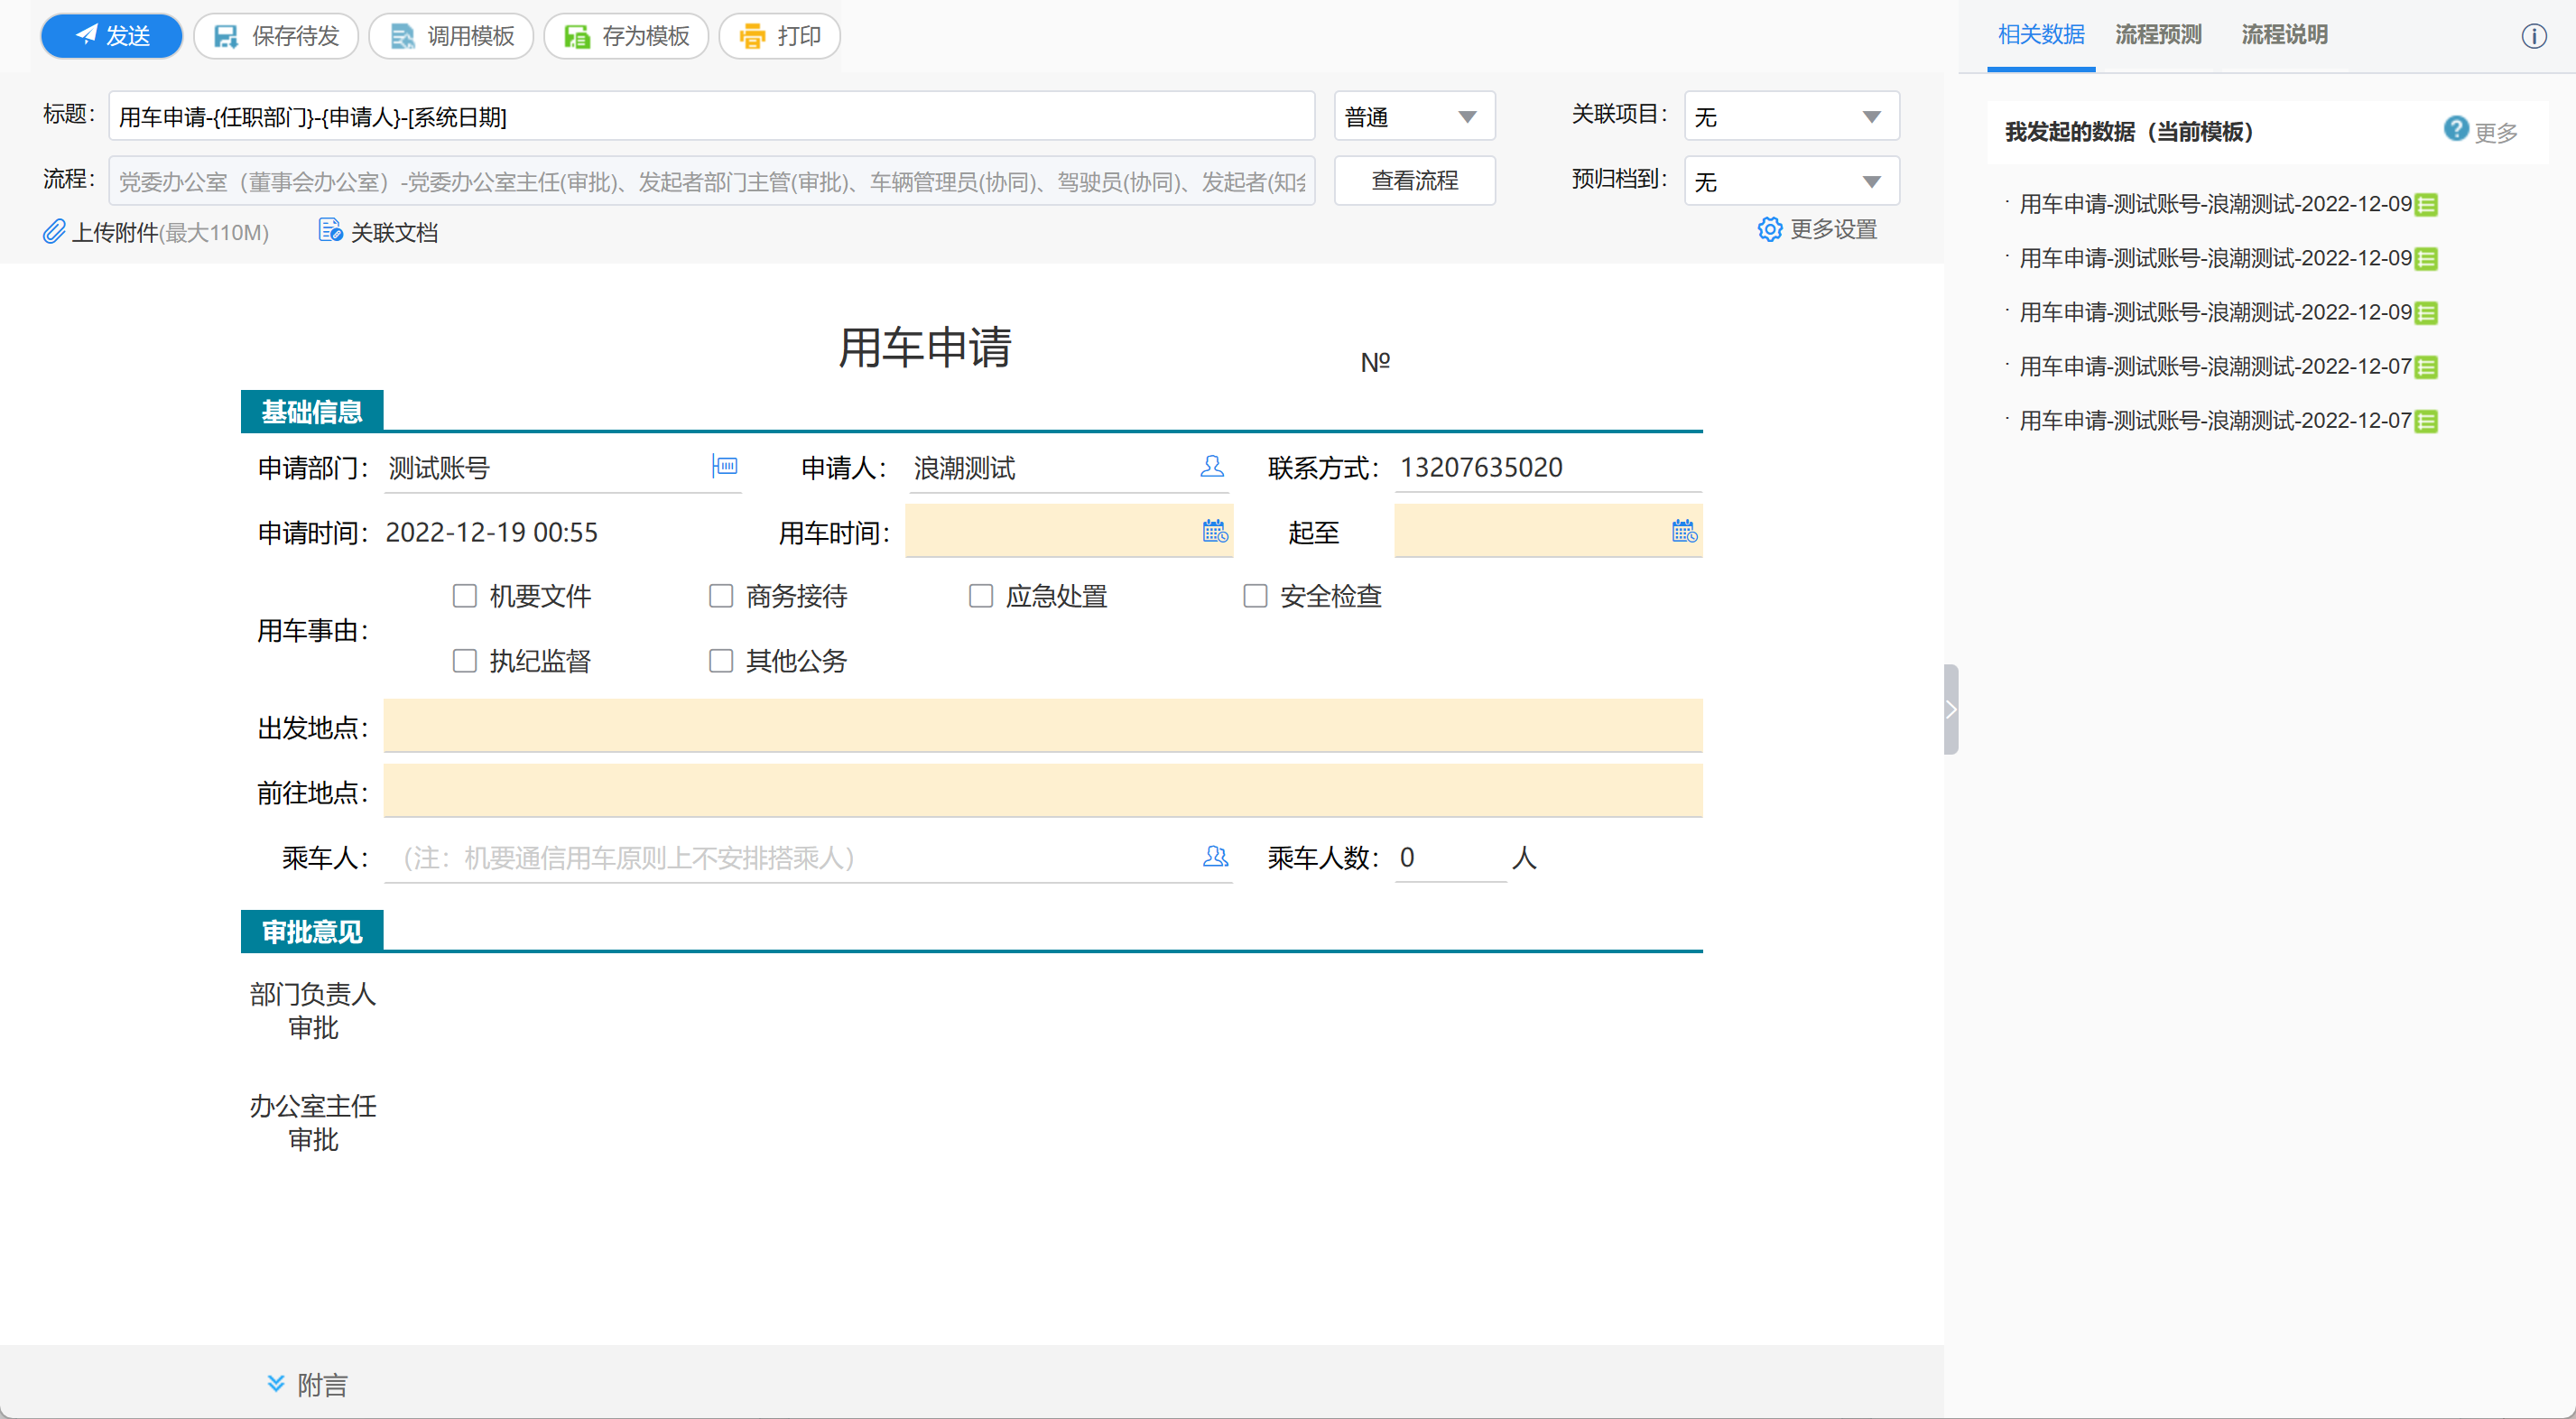 发送 保存待发 调用模板 存为模板 打印
标题： 用车申请-{任职部门}-{申请人}-[系统日期] 普通 关联项目： 无
流程： 党委办公室（董事会办公室）-党委办公室主任(审批)、发起者部门主管(审批)、车辆管理员(协同)、驾驶员(协同)、发起者(知 查看流程 预归档到： 无
上传附件(最大110M) 关联文档 更多设置
用车申请 №
基础信息
申请部门： 测试账号 申请人： 浪潮测试 联系方式： 13207635020
申请时间： 2022-12-19 00:55 用车时间： 起至
用车事由：
机要文件 商务接待 应急处置 安全检查
执纪监督 其他公务
出发地点：
前往地点：
乘车人： （注：机要通信用车原则上不安排搭乘人） 乘车人数： 0 人
审批意见
部门负责人
审批
办公室主任
审批
附言
相关数据 流程预测 流程说明
我发起的数据（当前模板） ? 更多
· 用车申请-测试账号-浪潮测试-2022-12-09
· 用车申请-测试账号-浪潮测试-2022-12-09
· 用车申请-测试账号-浪潮测试-2022-12-09
· 用车申请-测试账号-浪潮测试-2022-12-07
· 用车申请-测试账号-浪潮测试-2022-12-07